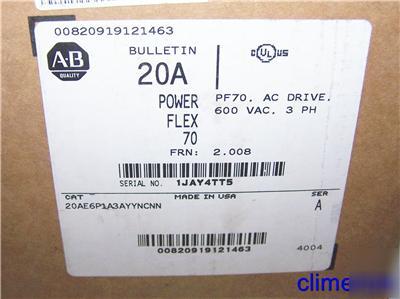 00820919121463
BULLETIN
A-B
QUALITY
20A
C UL US
POWER
FLEX
70
PF70, AC DRIVE,
600 VAC, 3 PH
FRN: 2.008
SERIAL NO. 1JAY4TT5
CAT MADE IN USA SER
20AE6P1A3AYYNCNN A
00820919121463
4004